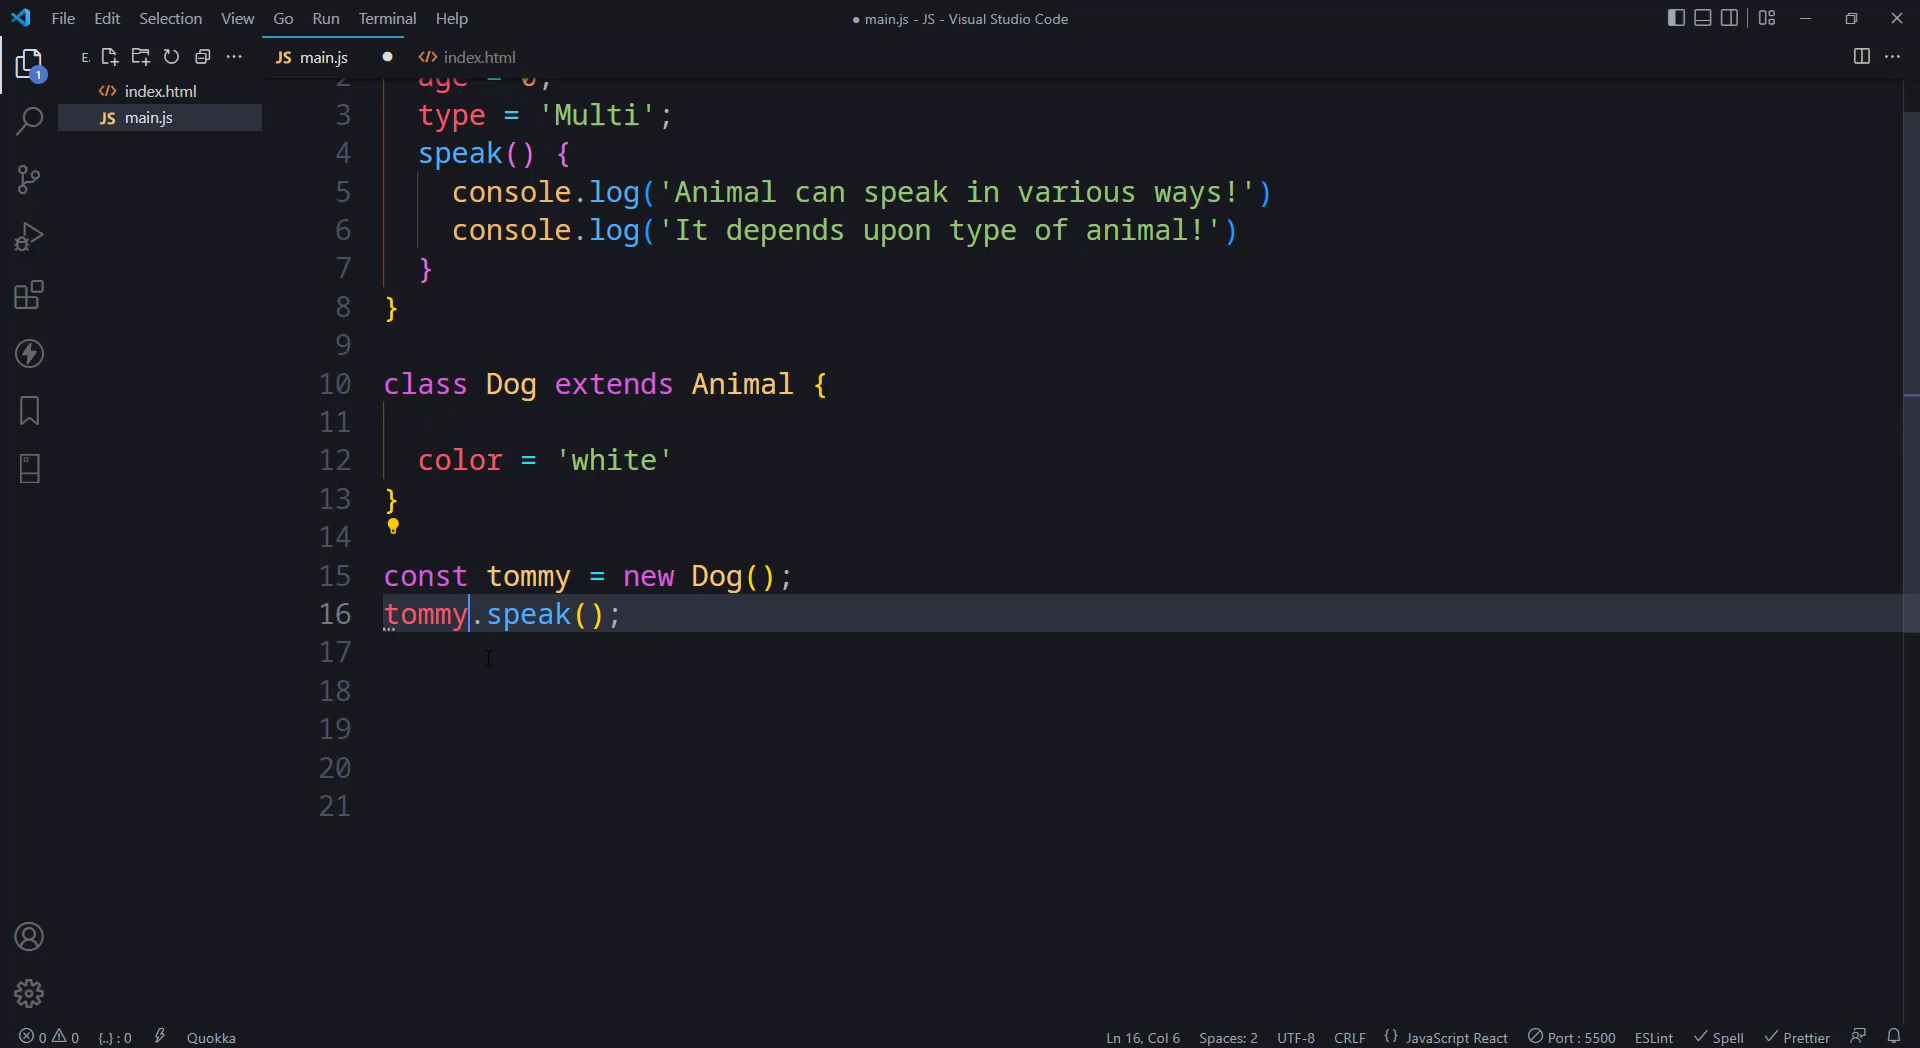 File Edit Selection View Go Run Terminal Help
● main.js - JS - Visual Studio Code
E.
JS main.js ●
</> index.html
1
</> index.html
JS main.js
2 age = 0;
3 type = 'Multi';
4 speak() {
5 console.log('Animal can speak in various ways!')
6 console.log('It depends upon type of animal!')
7 }
8 }
9
10 class Dog extends Animal {
11
12 color = 'white'
13 }
14
15 const tommy = new Dog();
16 tommy.speak();
17
18
19
20
21
0 0 {..} : 0 Quokka
Ln 16, Col 6 Spaces: 2 UTF-8 CRLF {} JavaScript React Port : 5500 ESLint ✓ Spell ✓ Prettier